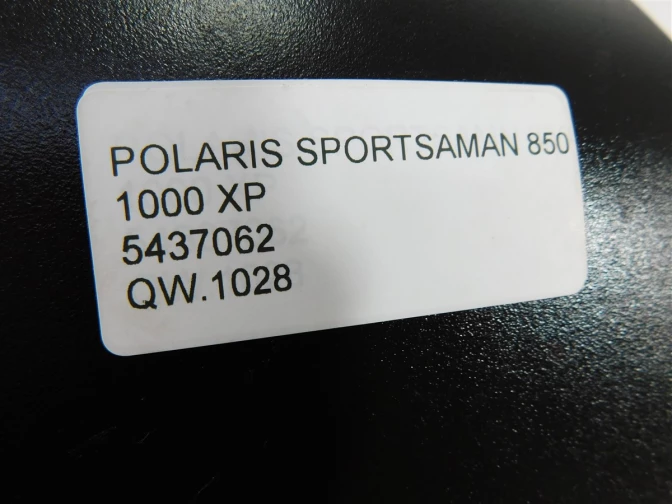 POLARIS SPORTSAMAN 850
1000 XP
5437062
QW.1028